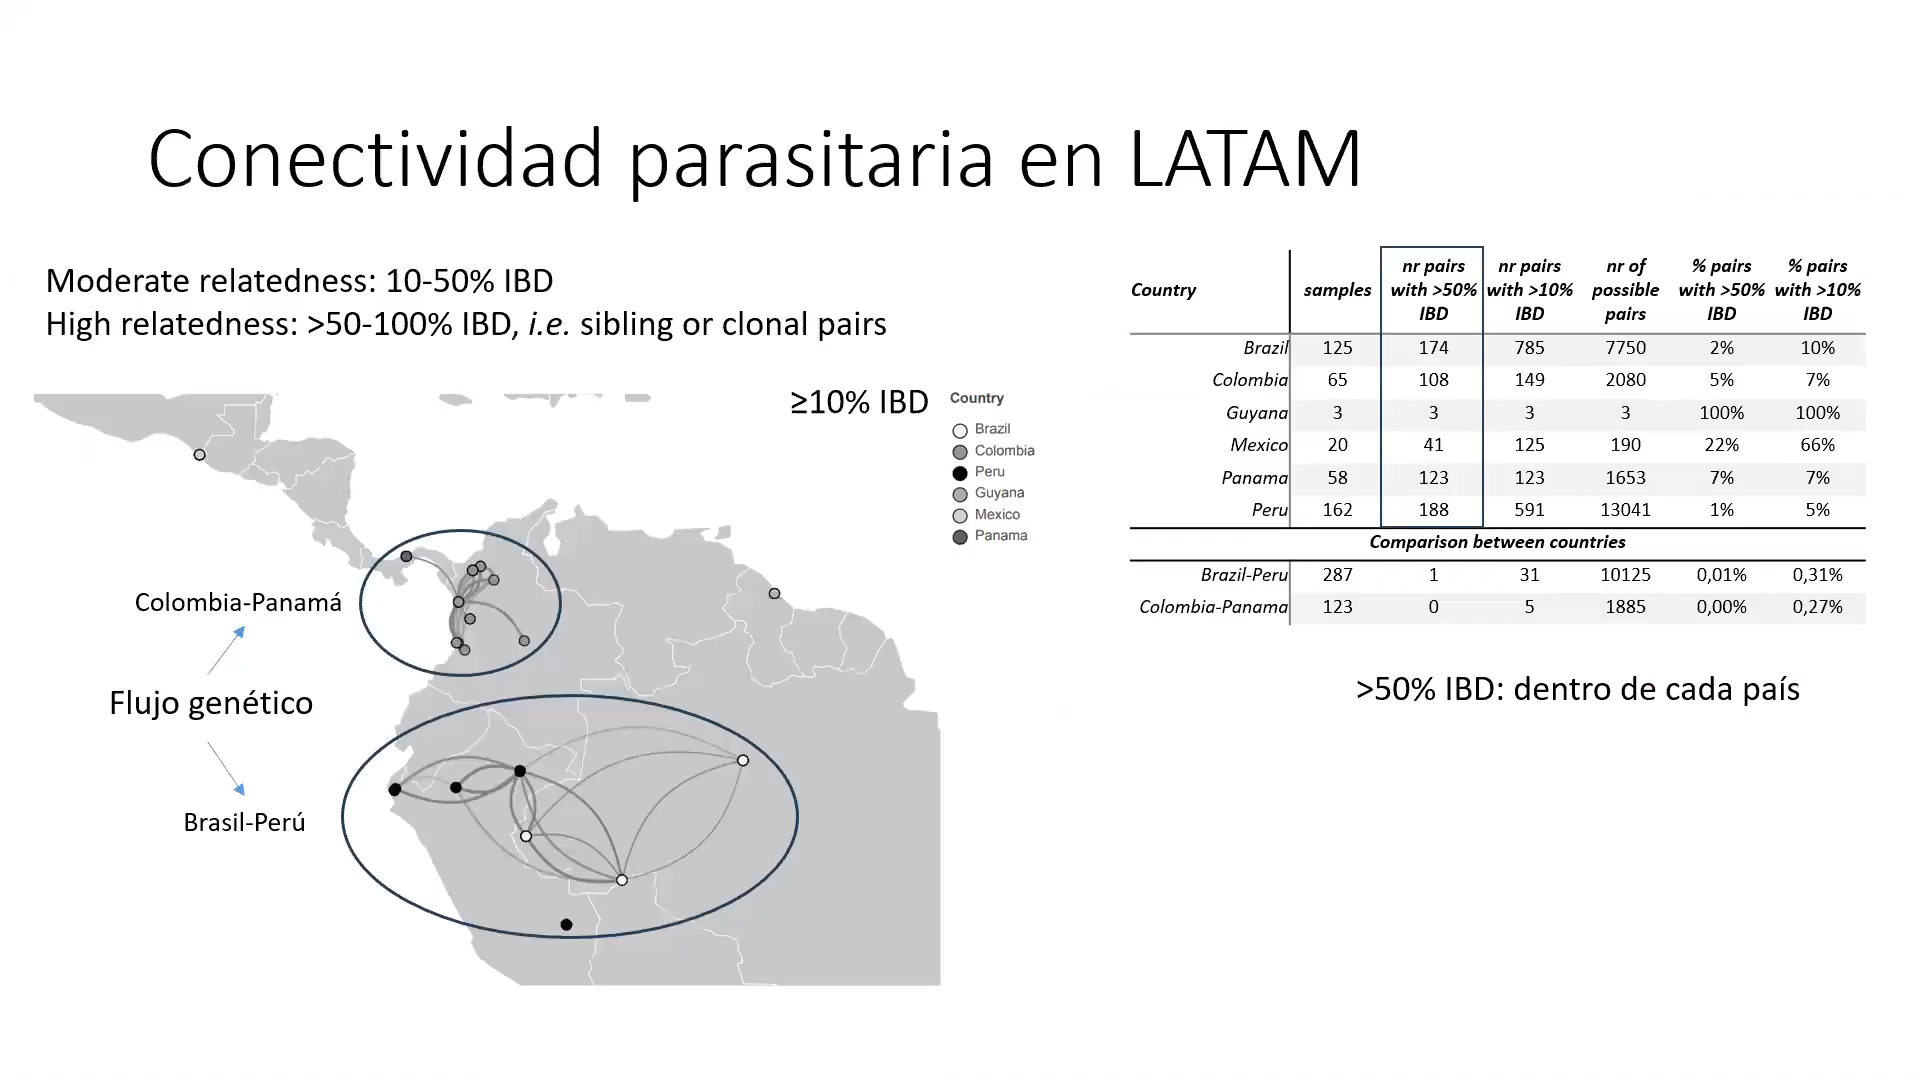 Conectividad parasitaria en LATAM
Moderate relatedness: 10-50% IBD
High relatedness: >50-100% IBD, i.e. sibling or clonal pairs
≥10% IBD
Country
Brazil
Colombia
Peru
Guyana
Mexico
Panama
Colombia-Panamá
Flujo genético
Brasil-Perú
Country samples nr pairs with >50% IBD nr pairs with >10% IBD nr of possible pairs % pairs with >50% IBD % pairs with >10% IBD
Brazil 125 174 785 7750 2% 10%
Colombia 65 108 149 2080 5% 7%
Guyana 3 3 3 3 100% 100%
Mexico 20 41 125 190 22% 66%
Panama 58 123 123 1653 7% 7%
Peru 162 188 591 13041 1% 5%
Comparison between countries
Brazil-Peru 287 1 31 10125 0,01% 0,31%
Colombia-Panama 123 0 5 1885 0,00% 0,27%
>50% IBD: dentro de cada país